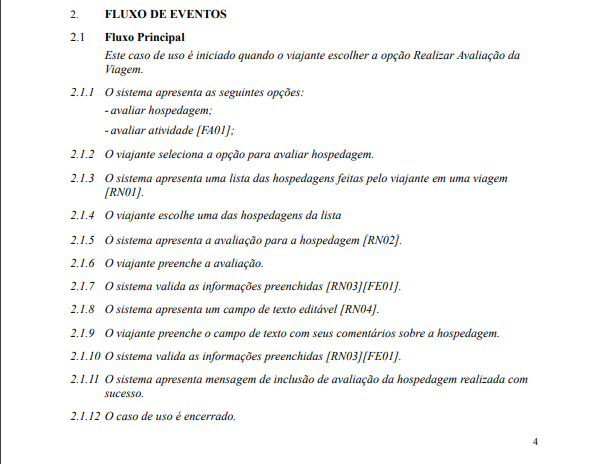 2. FLUXO DE EVENTOS
2.1 Fluxo Principal
Este caso de uso é iniciado quando o viajante escolher a opção Realizar Avaliação da
Viagem.
2.1.1 O sistema apresenta as seguintes opções:
- avaliar hospedagem;
- avaliar atividade [FA01];
2.1.2 O viajante seleciona a opção para avaliar hospedagem.
2.1.3 O sistema apresenta uma lista das hospedagens feitas pelo viajante em uma viagem
[RN01].
2.1.4 O viajante escolhe uma das hospedagens da lista
2.1.5 O sistema apresenta a avaliação para a hospedagem [RN02].
2.1.6 O viajante preenche a avaliação.
2.1.7 O sistema valida as informações preenchidas [RN03][FE01].
2.1.8 O sistema apresenta um campo de texto editável [RN04].
2.1.9 O viajante preenche o campo de texto com seus comentários sobre a hospedagem.
2.1.10 O sistema valida as informações preenchidas [RN03][FE01].
2.1.11 O sistema apresenta mensagem de inclusão de avaliação da hospedagem realizada com
sucesso.
2.1.12 O caso de uso é encerrado.
4